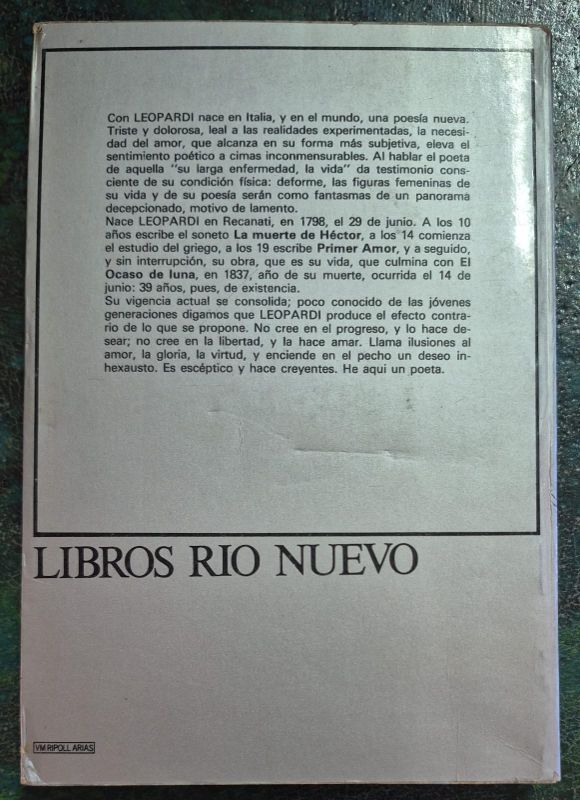 Con LEOPARDI nace en Italia, y en el mundo, una poesía nueva.
Triste y dolorosa, leal a las realidades experimentadas, la necesi-
dad del amor, que alcanza en su forma más subjetiva, eleva el
sentimiento poético a cimas inconmensurables. Al hablar el poeta
de aquella "su larga enfermedad, la vida" da testimonio cons-
ciente de su condición física: deforme, las figuras femeninas de
su vida y de su poesía serán como fantasmas de un panorama
decepcionado, motivo de lamento.
Nace LEOPARDI en Recanati, en 1798, el 29 de junio. A los 10
años escribe el soneto La muerte de Héctor, a los 14 comienza
el estudio del griego, a los 19 escribe Primer Amor, y a seguido,
y sin interrupción, su obra, que es su vida, que culmina con El
Ocaso de luna, en 1837, año de su muerte, ocurrida el 14 de
junio: 39 años, pues, de existencia.
Su vigencia actual se consolida; poco conocido de las jóvenes
generaciones digamos que LEOPARDI produce el efecto contra-
rio de lo que se propone. No cree en el progreso, y lo hace de-
sear; no cree en la libertad, y la hace amar. Llama ilusiones al
amor, la gloria, la virtud, y enciende en el pecho un deseo in-
hexausto. Es escéptico y hace creyentes. He aqui un poeta.
LIBROS RIO NUEVO
VM RIPOLL ARIAS